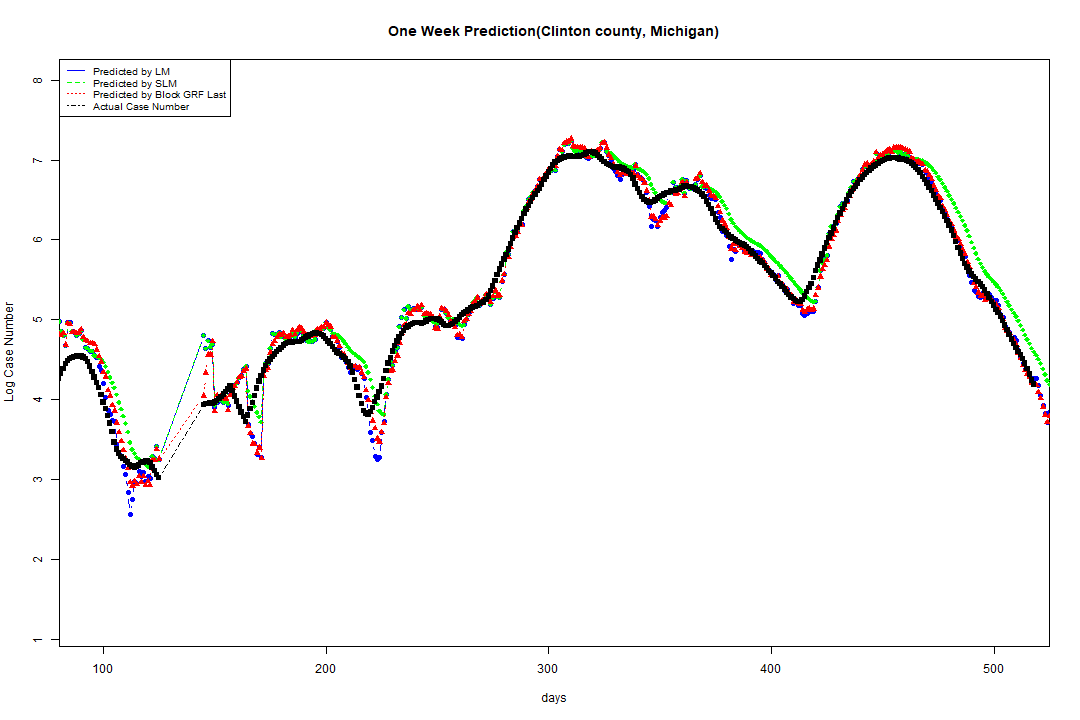 One Week Prediction(Clinton county, Michigan)
Predicted by LM
Predicted by SLM
Predicted by Block GRF Last
Actual Case Number
8
7
6
5
4
3
2
1
Log Case Number
100 200 300 400 500
days